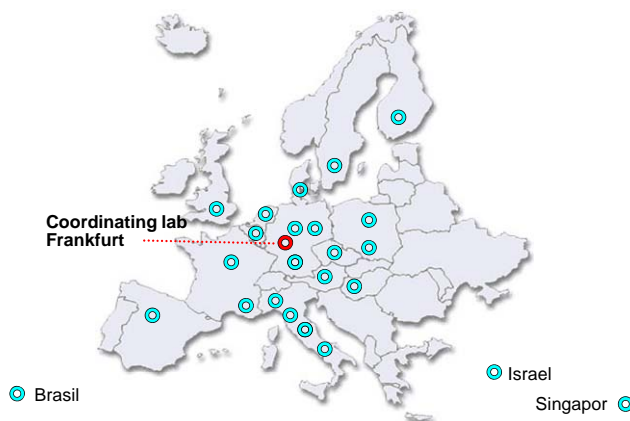 Coordinating lab
Frankfurt
Israel
Brasil
Singapor